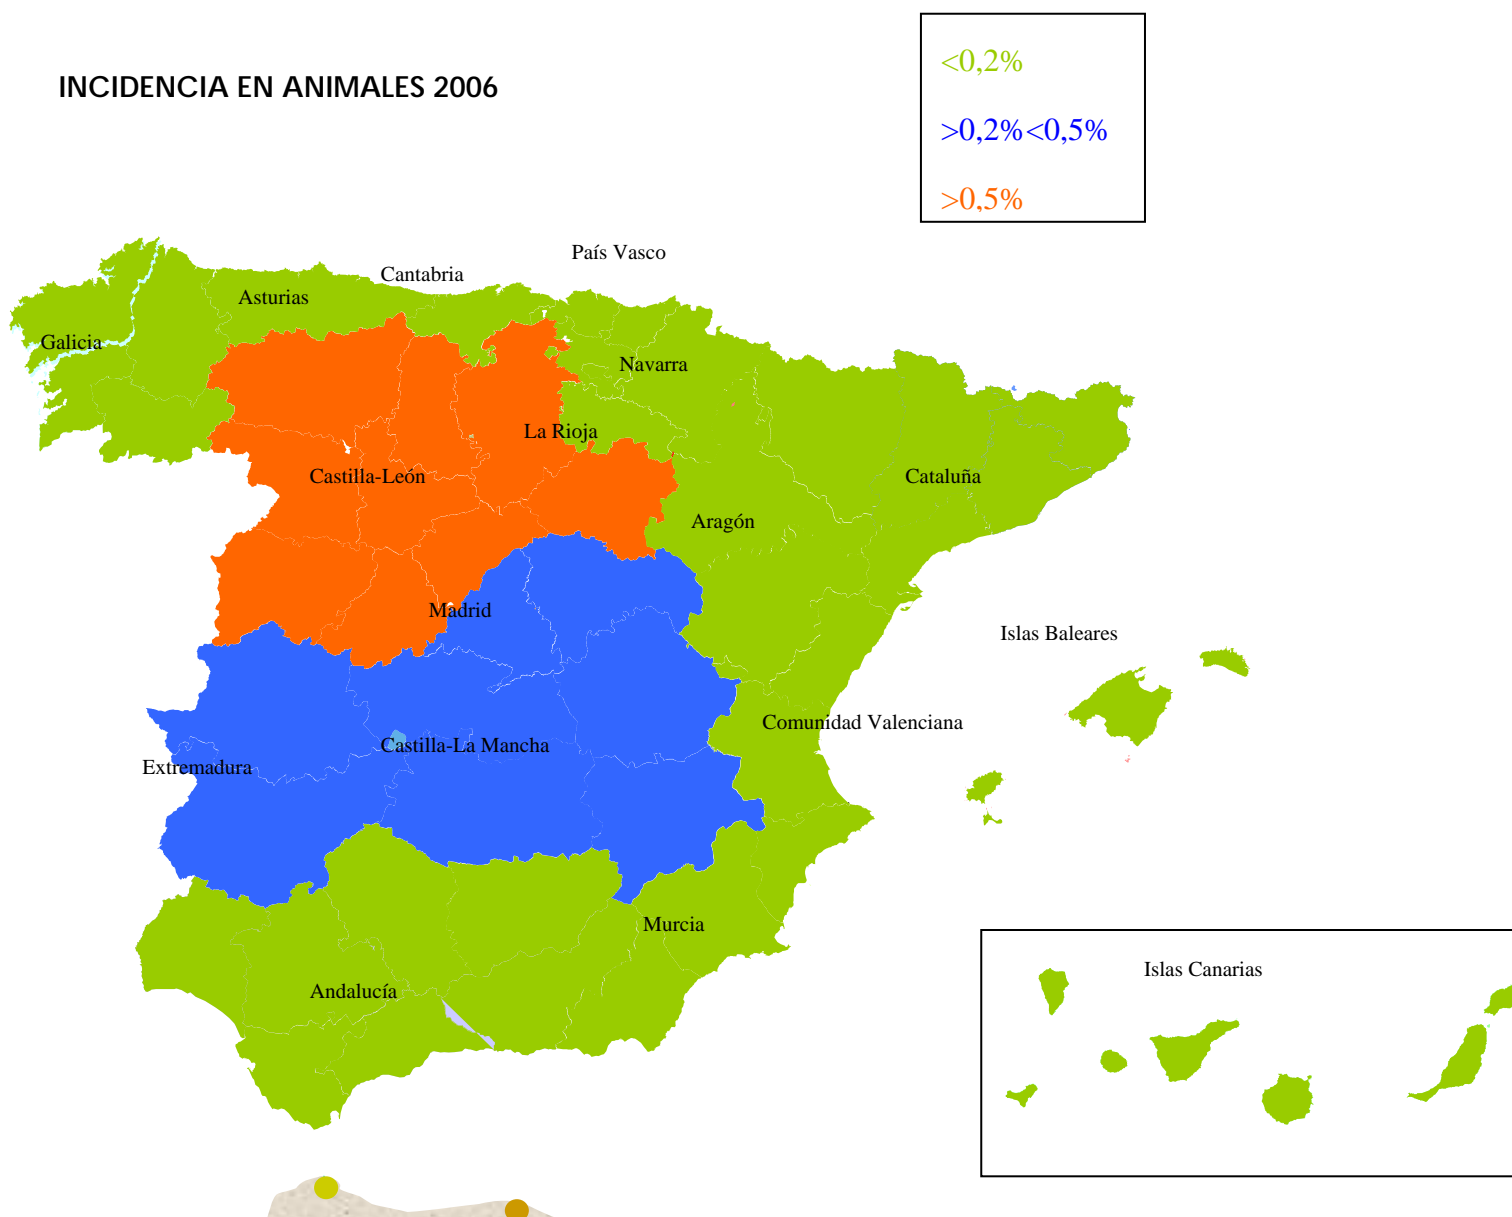 <0,2%
INCIDENCIA EN ANIMALES 2006
>0,2%<0,5%
>0,5%
País Vasco
Cantabria
Asturias
Galicia
Navarra
La Rioja
Castilla-León
Cataluña
Aragón
Madrid
Islas Baleares
Comunidad Valenciana
Castilla-La Mancha
Extremadura
Murcia
Islas Canarias
Andalucía